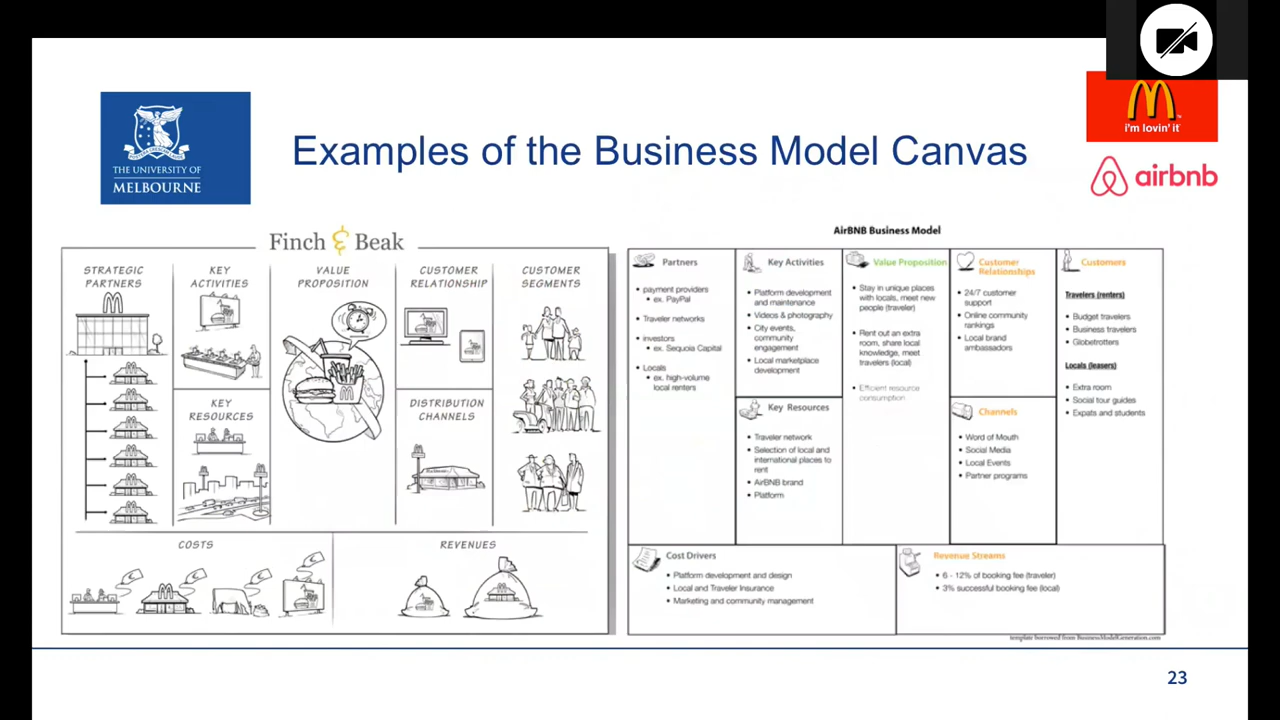 THE UNIVERSITY OF
MELBOURNE
Examples of the Business Model Canvas
i'm lovin' it
airbnb
Finch & Beak
STRATEGIC
PARTNERS
KEY
ACTIVITIES
KEY
RESOURCES
VALUE
PROPOSITION
CUSTOMER
RELATIONSHIP
DISTRIBUTION
CHANNELS
CUSTOMER
SEGMENTS
COSTS
REVENUES
AirBNB Business Model
Partners
• payment providers
• ex. PayPal
• Traveler networks
• investors
• ex. Sequoia Capital
• Locals
• ex. high-volume
local renters
Key Activities
• Platform development
and maintenance
• Videos & photography
• City events,
community
engagement
• Local marketplace
development
Key Resources
• Traveler network
• Selection of local and
international places to
rent
• AirBNB brand
• Platform
Value Proposition
• Stay in unique places
with locals, meet new
people (traveler)
• Rent out an extra
room, share local
knowledge, meet
travelers (local)
• Efficient resource
consumption
Customer
Relationships
• 24/7 customer
support
• Online community
rankings
• Local brand
ambassadors
Channels
• Word of Mouth
• Social Media
• Local Events
• Partner programs
Customers
Travelers (renters)
• Budget travelers
• Business travelers
• Globetrotters
Locals (leasers)
• Extra room
• Social tour guides
• Expats and students
Cost Drivers
• Platform development and design
• Local and Traveler Insurance
• Marketing and community management
Revenue Streams
• 6 - 12% of booking fee (traveler)
• 3% successful booking fee (local)
template borrowed from BusinessModelGeneration.com
23